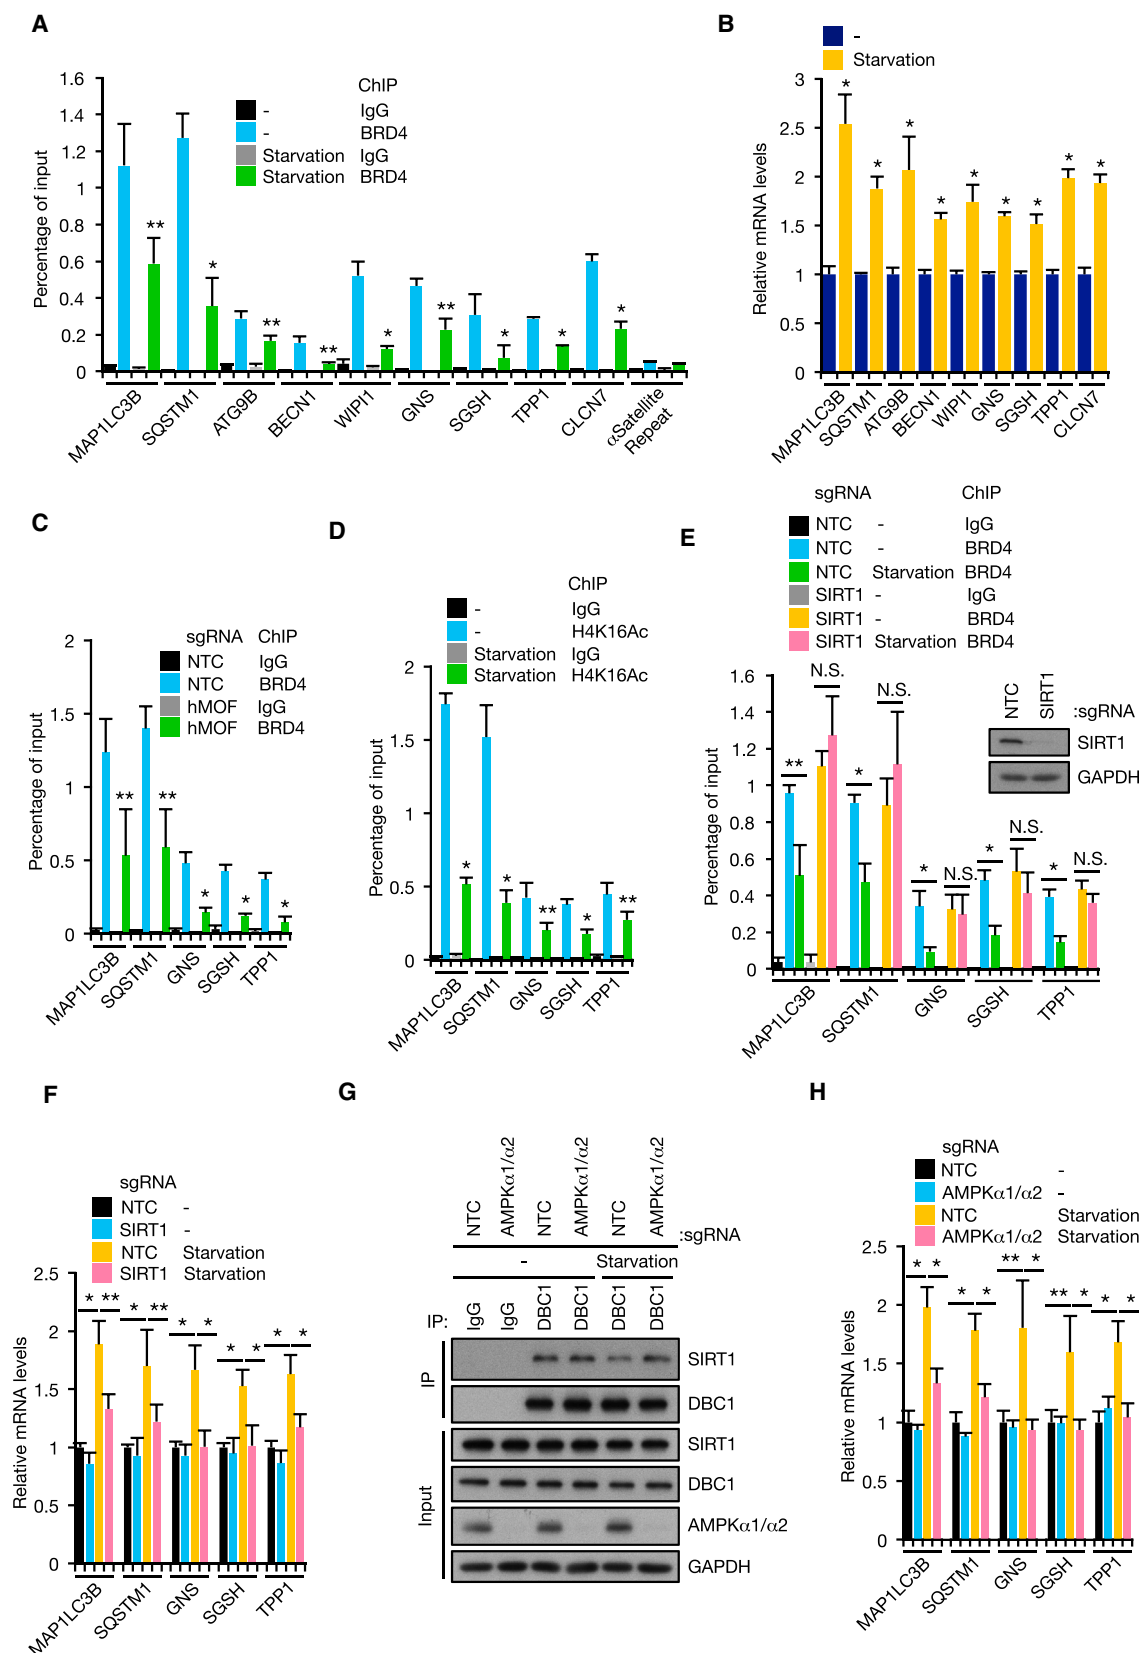 A
ChIP
- IgG
- BRD4
Starvation IgG
Starvation BRD4
Percentage of input
1.6
1.4
1.2
1
0.8
0.6
0.4
0.2
0
** * ** ** * ** * * *
MAP1LC3B SQSTM1 ATG9B BECN1 WIPI1 GNS SGSH TPP1 CLCN7 αSatellite Repeat
B
-
Starvation
Relative mRNA levels
3
2.5
2
1.5
1
0.5
0
* * * * * * * * *
MAP1LC3B SQSTM1 ATG9B BECN1 WIPI1 GNS SGSH TPP1 CLCN7
C
sgRNA ChIP
NTC IgG
NTC BRD4
hMOF IgG
hMOF BRD4
Percentage of input
2
1.5
1
0.5
0
** ** * * *
MAP1LC3B SQSTM1 GNS SGSH TPP1
D
ChIP
- IgG
- H4K16Ac
Starvation IgG
Starvation H4K16Ac
Percentage of input
2
1.5
1
0.5
0
* * ** * **
MAP1LC3B SQSTM1 GNS SGSH TPP1
E
sgRNA ChIP
NTC - IgG
NTC - BRD4
NTC Starvation BRD4
SIRT1 - IgG
SIRT1 - BRD4
SIRT1 Starvation BRD4
Percentage of input
1.6
1.4
1.2
1
0.8
0.6
0.4
0.2
0
** N.S. * N.S. * N.S. * N.S. * N.S.
MAP1LC3B SQSTM1 GNS SGSH TPP1
NTC SIRT1 :sgRNA
SIRT1
GAPDH
F
sgRNA
NTC -
SIRT1 -
NTC Starvation
SIRT1 Starvation
Relative mRNA levels
2.5
2
1.5
1
0.5
0
* ** * ** * * * * * *
MAP1LC3B SQSTM1 GNS SGSH TPP1
G
NTC AMPKα1/α2 NTC AMPKα1/α2 NTC AMPKα1/α2 :sgRNA
- Starvation
IP: IgG IgG DBC1 DBC1 DBC1 DBC1
IP
SIRT1
DBC1
Input
SIRT1
DBC1
AMPKα1/α2
GAPDH
H
sgRNA
NTC -
AMPKα1/α2 -
NTC Starvation
AMPKα1/α2 Starvation
Relative mRNA levels
2.5
2
1.5
1
0.5
0
* * * * ** * ** * * *
MAP1LC3B SQSTM1 GNS SGSH TPP1